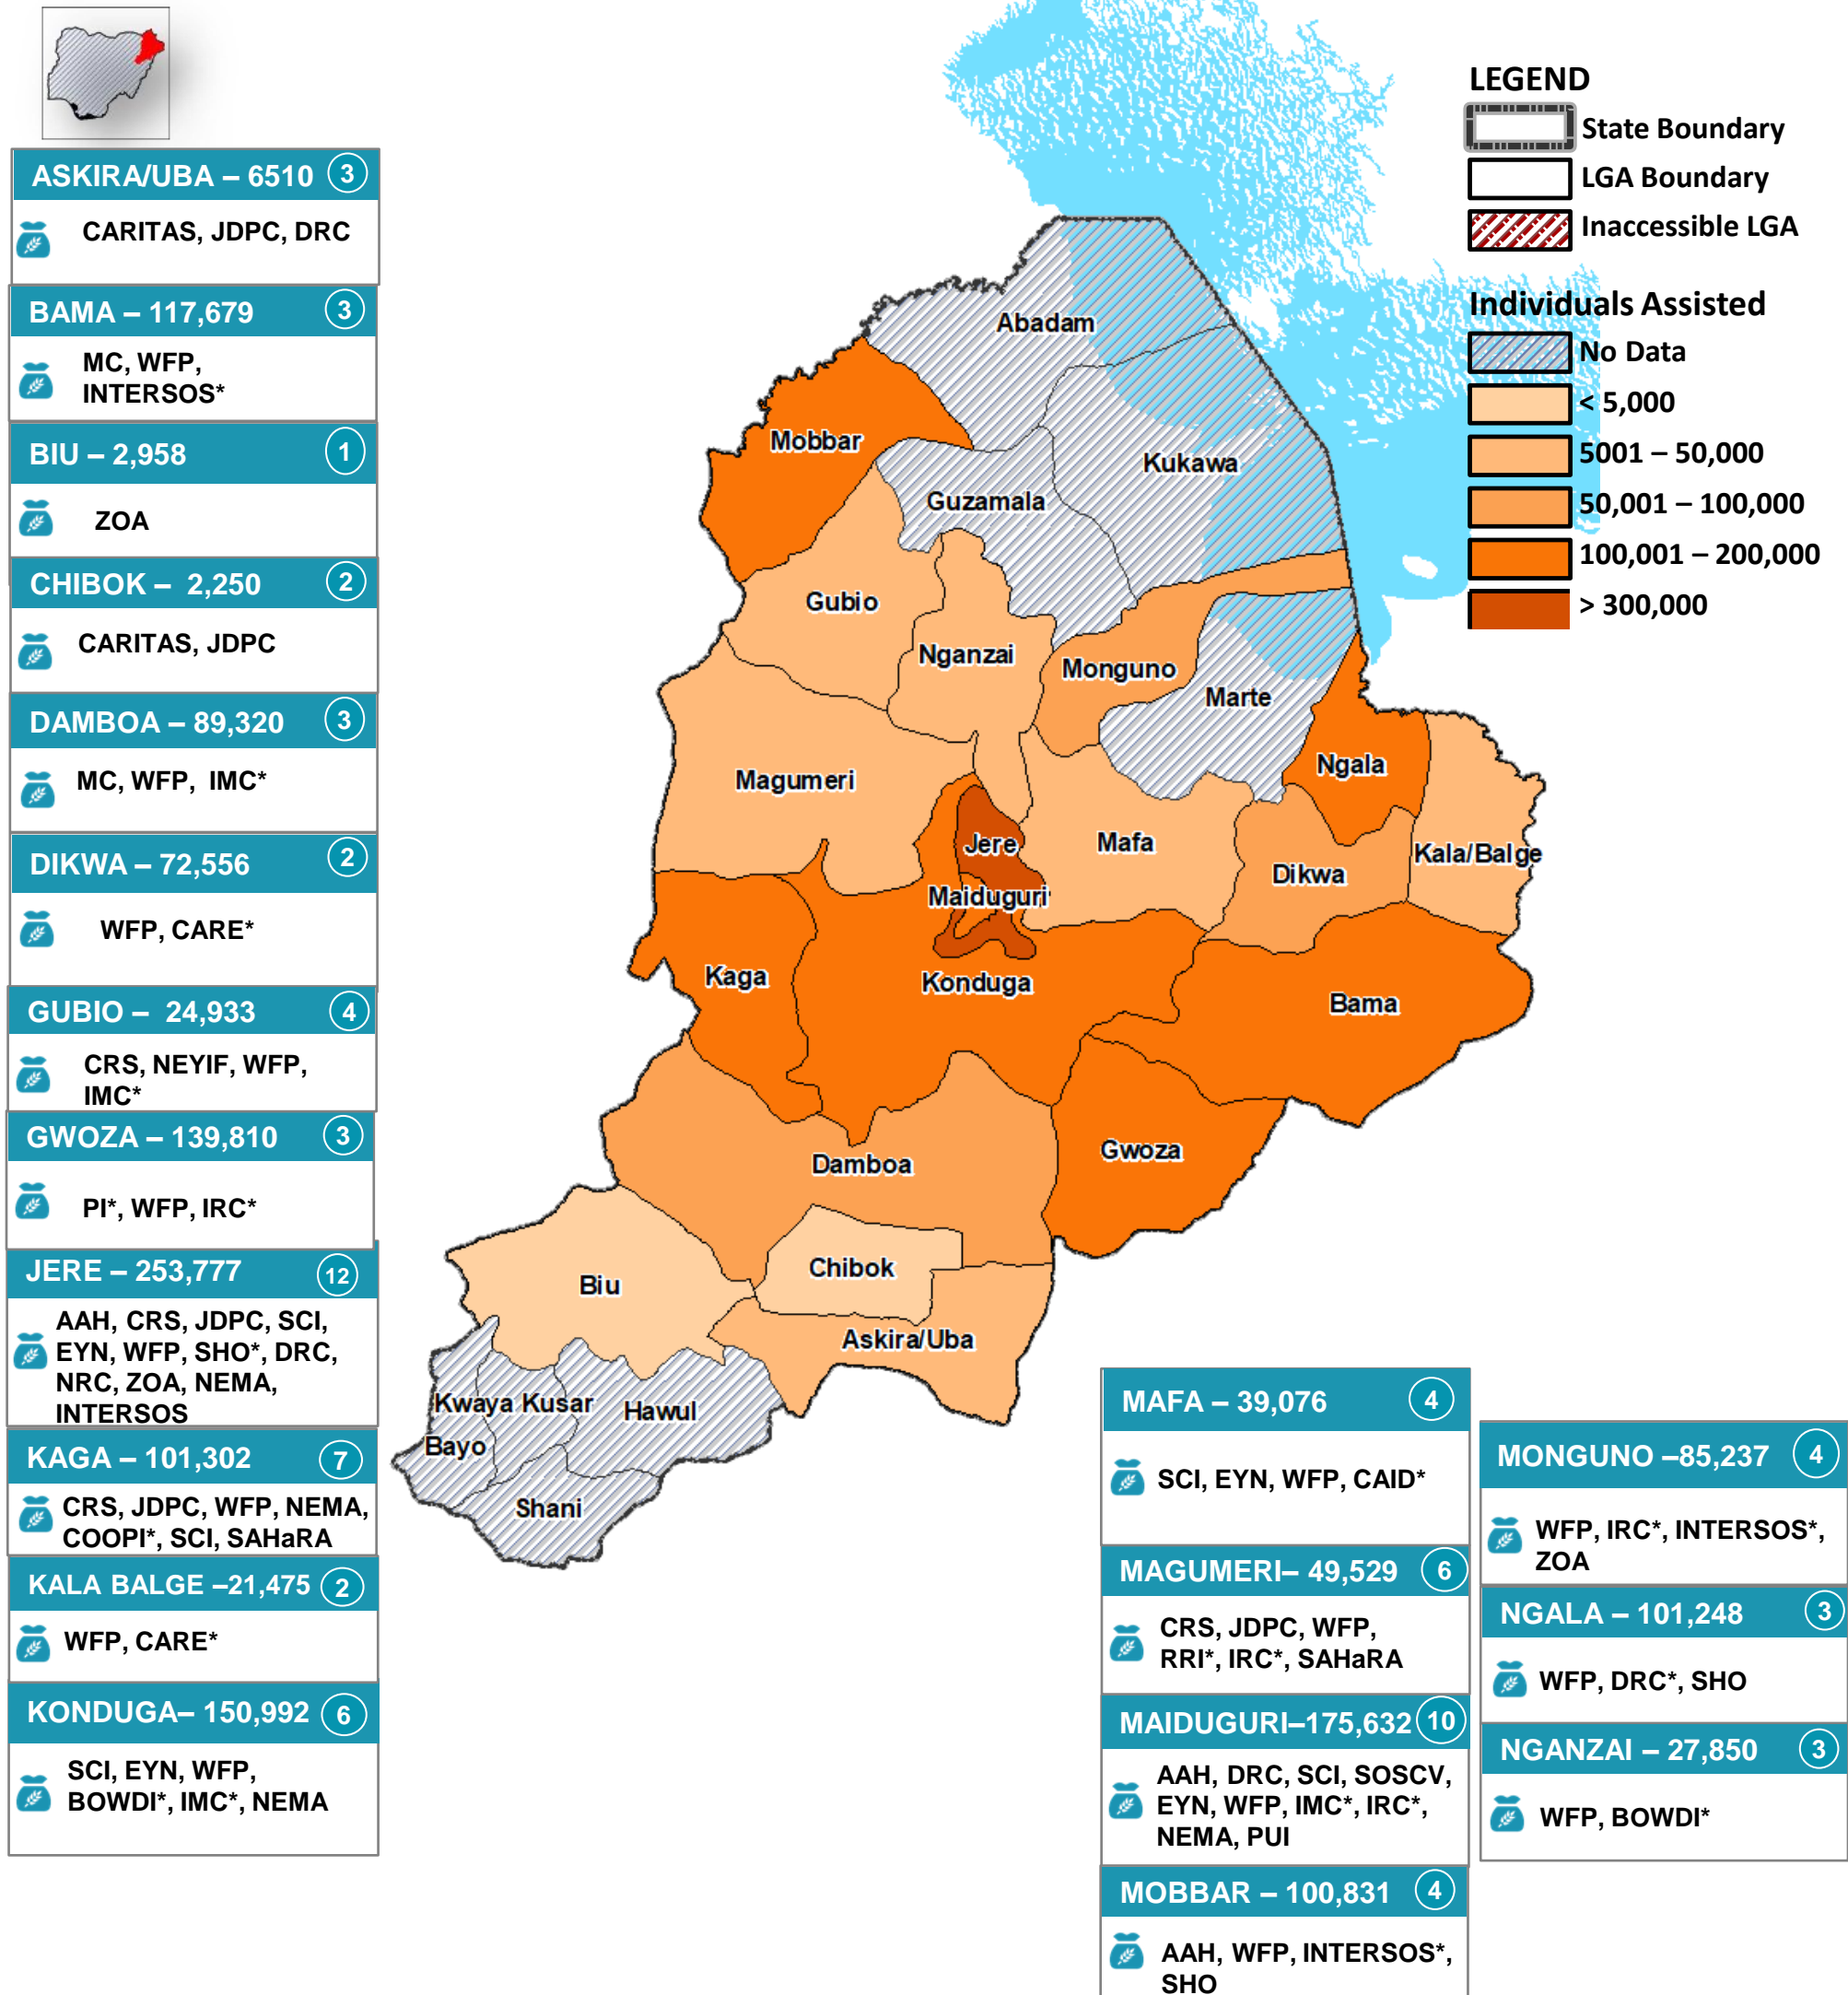 ASKIRA/UBA – 6510 3
CARITAS, JDPC, DRC
BAMA – 117,679 3
MC, WFP,
INTERSOS*
BIU – 2,958 1
ZOA
CHIBOK – 2,250 2
CARITAS, JDPC
DAMBOA – 89,320 3
MC, WFP, IMC*
DIKWA – 72,556 2
WFP, CARE*
GUBIO – 24,933 4
CRS, NEYIF, WFP,
IMC*
GWOZA – 139,810 3
PI*, WFP, IRC*
JERE – 253,777 12
AAH, CRS, JDPC, SCI,
EYN, WFP, SHO*, DRC,
NRC, ZOA, NEMA,
INTERSOS
KAGA – 101,302 7
CRS, JDPC, WFP, NEMA,
COOPI*, SCI, SAHaRA
KALA BALGE –21,475 2
WFP, CARE*
KONDUGA– 150,992 6
SCI, EYN, WFP,
BOWDI*, IMC*, NEMA
LEGEND
State Boundary
LGA Boundary
Inaccessible LGA
Individuals Assisted
No Data
< 5,000
5001 – 50,000
50,001 – 100,000
100,001 – 200,000
> 300,000
Abadam
Mobbar
Kukawa
Guzamala
Gubio
Nganzai
Monguno
Marte
Ngala
Magumeri
Jere
Mafa
Kala/Balge
Dikwa
Maiduguri
Kaga
Konduga
Bama
Gwoza
Damboa
Chibok
Biu
Askira/Uba
Kwaya Kusar
Hawul
Bayo
Shani
MAFA – 39,076 4
SCI, EYN, WFP, CAID*
MAGUMERI– 49,529 6
CRS, JDPC, WFP,
RRI*, IRC*, SAHaRA
MAIDUGURI–175,632 10
AAH, DRC, SCI, SOSCV,
EYN, WFP, IMC*, IRC*,
NEMA, PUI
MOBBAR – 100,831 4
AAH, WFP, INTERSOS*,
SHO
MONGUNO –85,237 4
WFP, IRC*, INTERSOS*,
ZOA
NGALA – 101,248 3
WFP, DRC*, SHO
NGANZAI – 27,850 3
WFP, BOWDI*